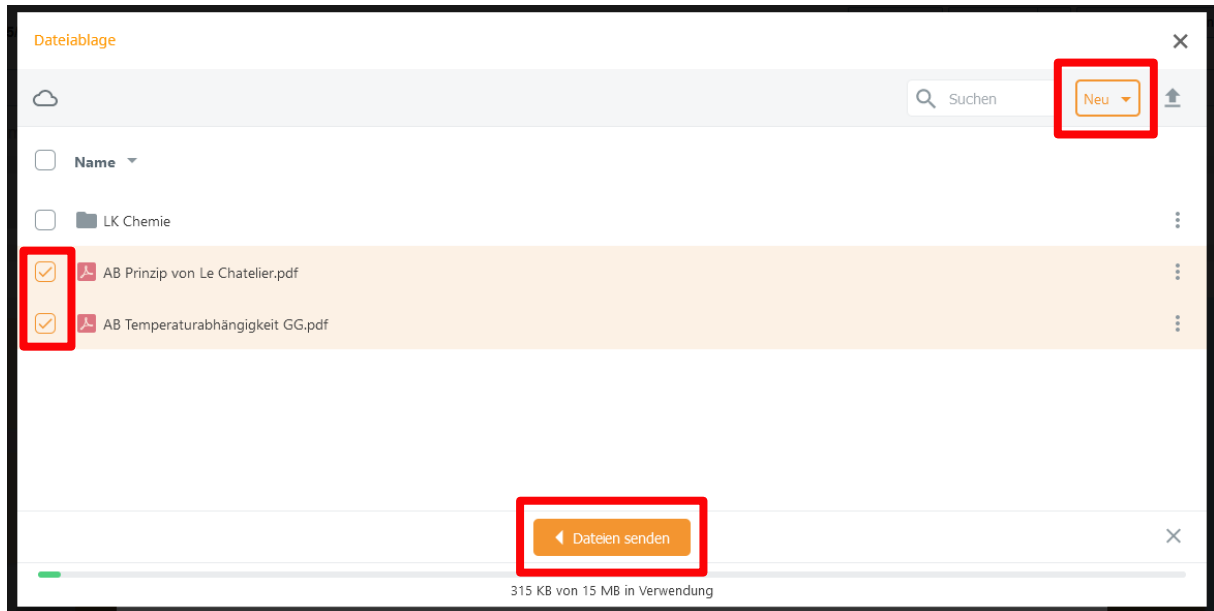 Dateiablage
Suchen
Neu
Name
LK Chemie
AB Prinzip von Le Chatelier.pdf
AB Temperaturabhängigkeit GG.pdf
Dateien senden
315 KB von 15 MB in Verwendung